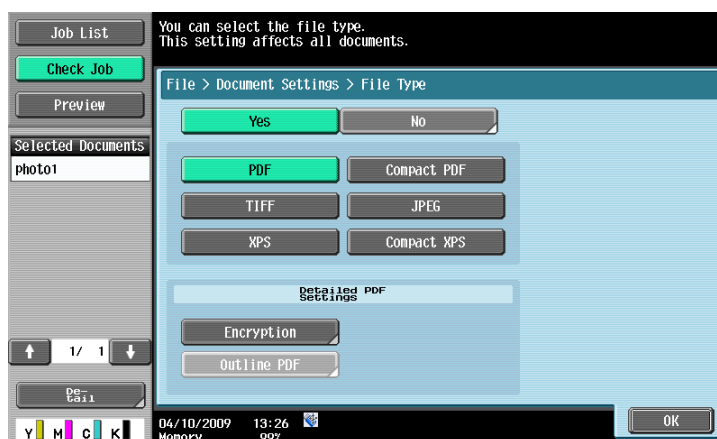 Job List
Check Job
Preview
Selected Documents
photo1
1/ 1
De-
tail
Y M C K
You can select the file type.
This setting affects all documents.
File > Document Settings > File Type
Yes No
PDF Compact PDF
TIFF JPEG
XPS Compact XPS
Detailed PDF
Settings
Encryption
Outline PDF
04/10/2009 13:26
Memory 99%
OK